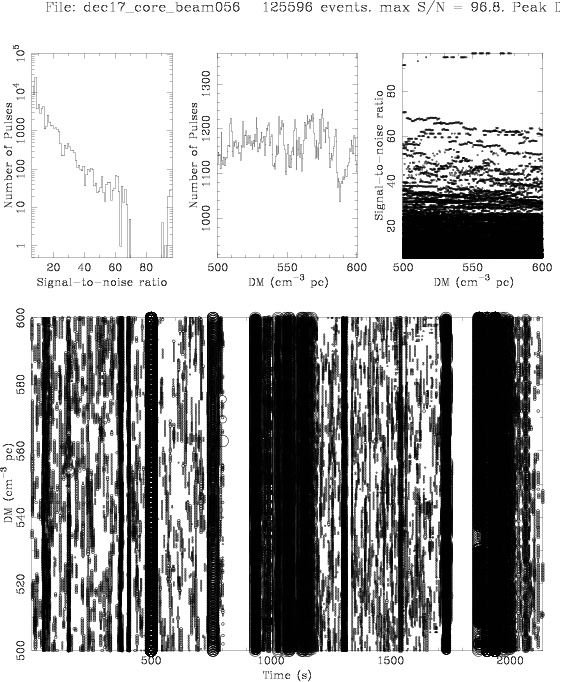 File: dec17_core_beam056 125596 events. max S/N = 96.8. Peak D
Number of Pulses
10^5
10^4
1000
100
10
1
20 40 60 80
Signal-to-noise ratio
Number of Pulses
1300
1200
1100
1000
500 550 600
DM (cm^-3 pc)
Signal-to-noise ratio
80
60
40
20
500 550 600
DM (cm^-3 pc)
DM (cm^-3 pc)
600
580
560
540
520
500
500 1000 1500 2000
Time (s)